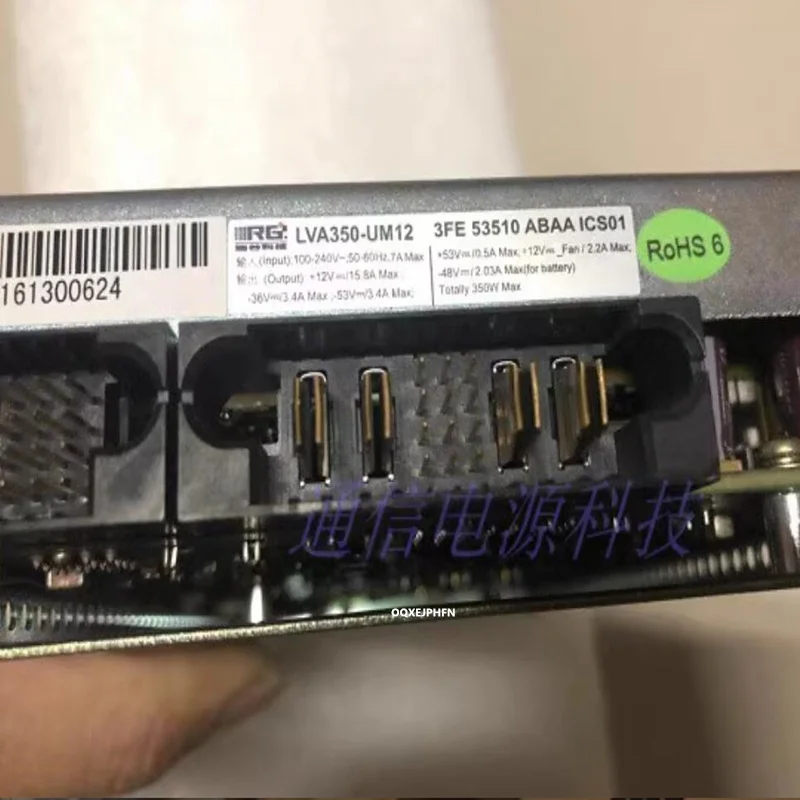 161300624
RG LVA350-UM12
输入(Input):100-240V~,50-60Hz,7A Max
输出 (Output) +12V⎓/15.8A Max ;
-36V⎓/3.4A Max ;-53V⎓/3.4A Max;
3FE 53510 ABAA ICS01
+53V⎓/0.5A Max; +12V⎓_Fan / 2.2A Max;
-48V⎓/2.03A Max(for battery)
Totally 350W Max
RoHS 6
通信电源科技
OQXEJPHFN